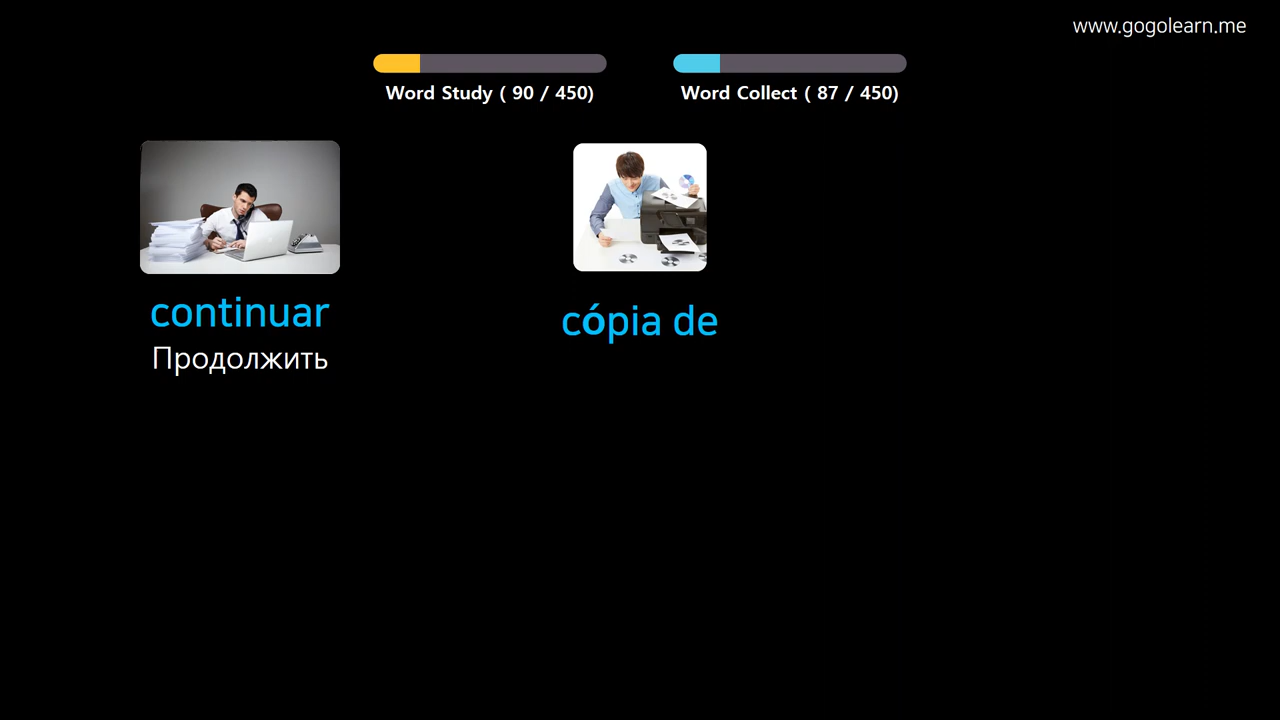 www.gogolearn.me
Word Study ( 90 / 450)
Word Collect ( 87 / 450)
continuar
Продолжить
cópia de